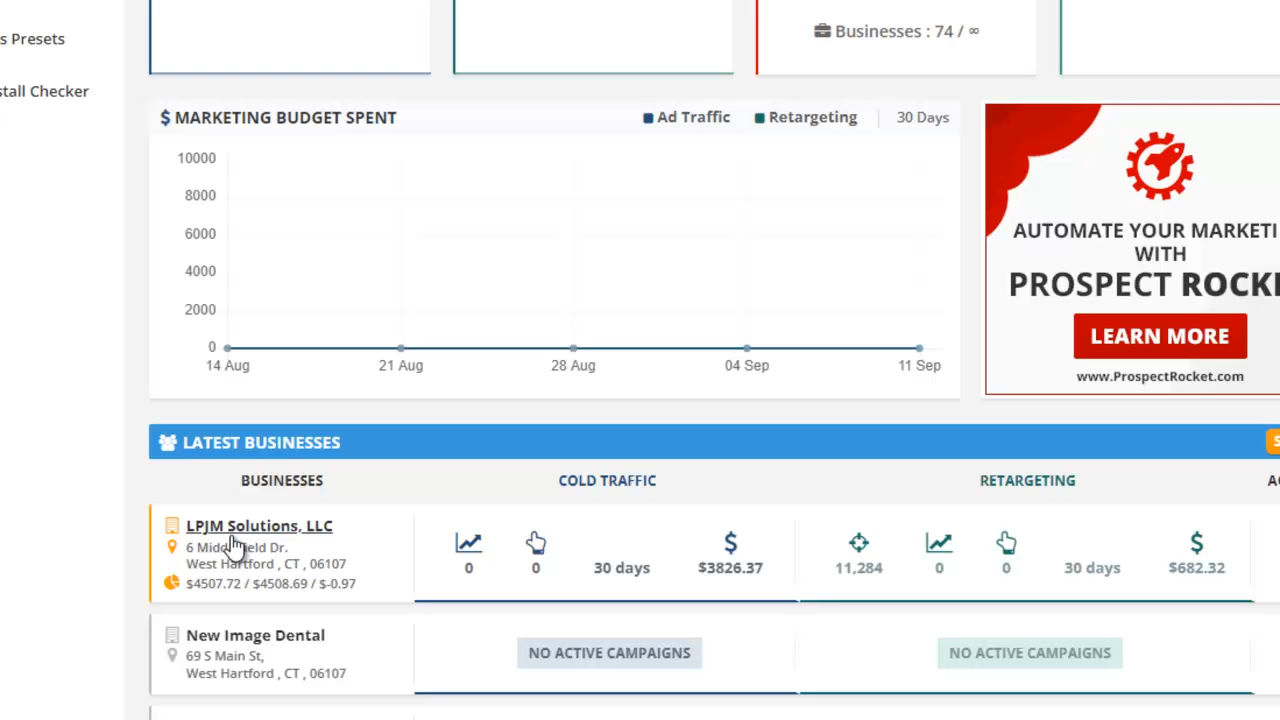 s Presets
stall Checker
Businesses : 74 / ∞
$ MARKETING BUDGET SPENT
Ad Traffic
Retargeting
30 Days
10000
8000
6000
4000
2000
0
14 Aug
21 Aug
28 Aug
04 Sep
11 Sep
AUTOMATE YOUR MARKETI
WITH
PROSPECT ROCK
LEARN MORE
www.ProspectRocket.com
LATEST BUSINESSES
S
BUSINESSES
COLD TRAFFIC
RETARGETING
A
LPJM Solutions, LLC
6 Midd field Dr.
West Hartford , CT , 06107
$4507.72 / $4508.69 / $-0.97
0
0
30 days
$
$3826.37
11,284
0
0
30 days
$
$682.32
New Image Dental
69 S Main St,
West Hartford , CT , 06107
NO ACTIVE CAMPAIGNS
NO ACTIVE CAMPAIGNS